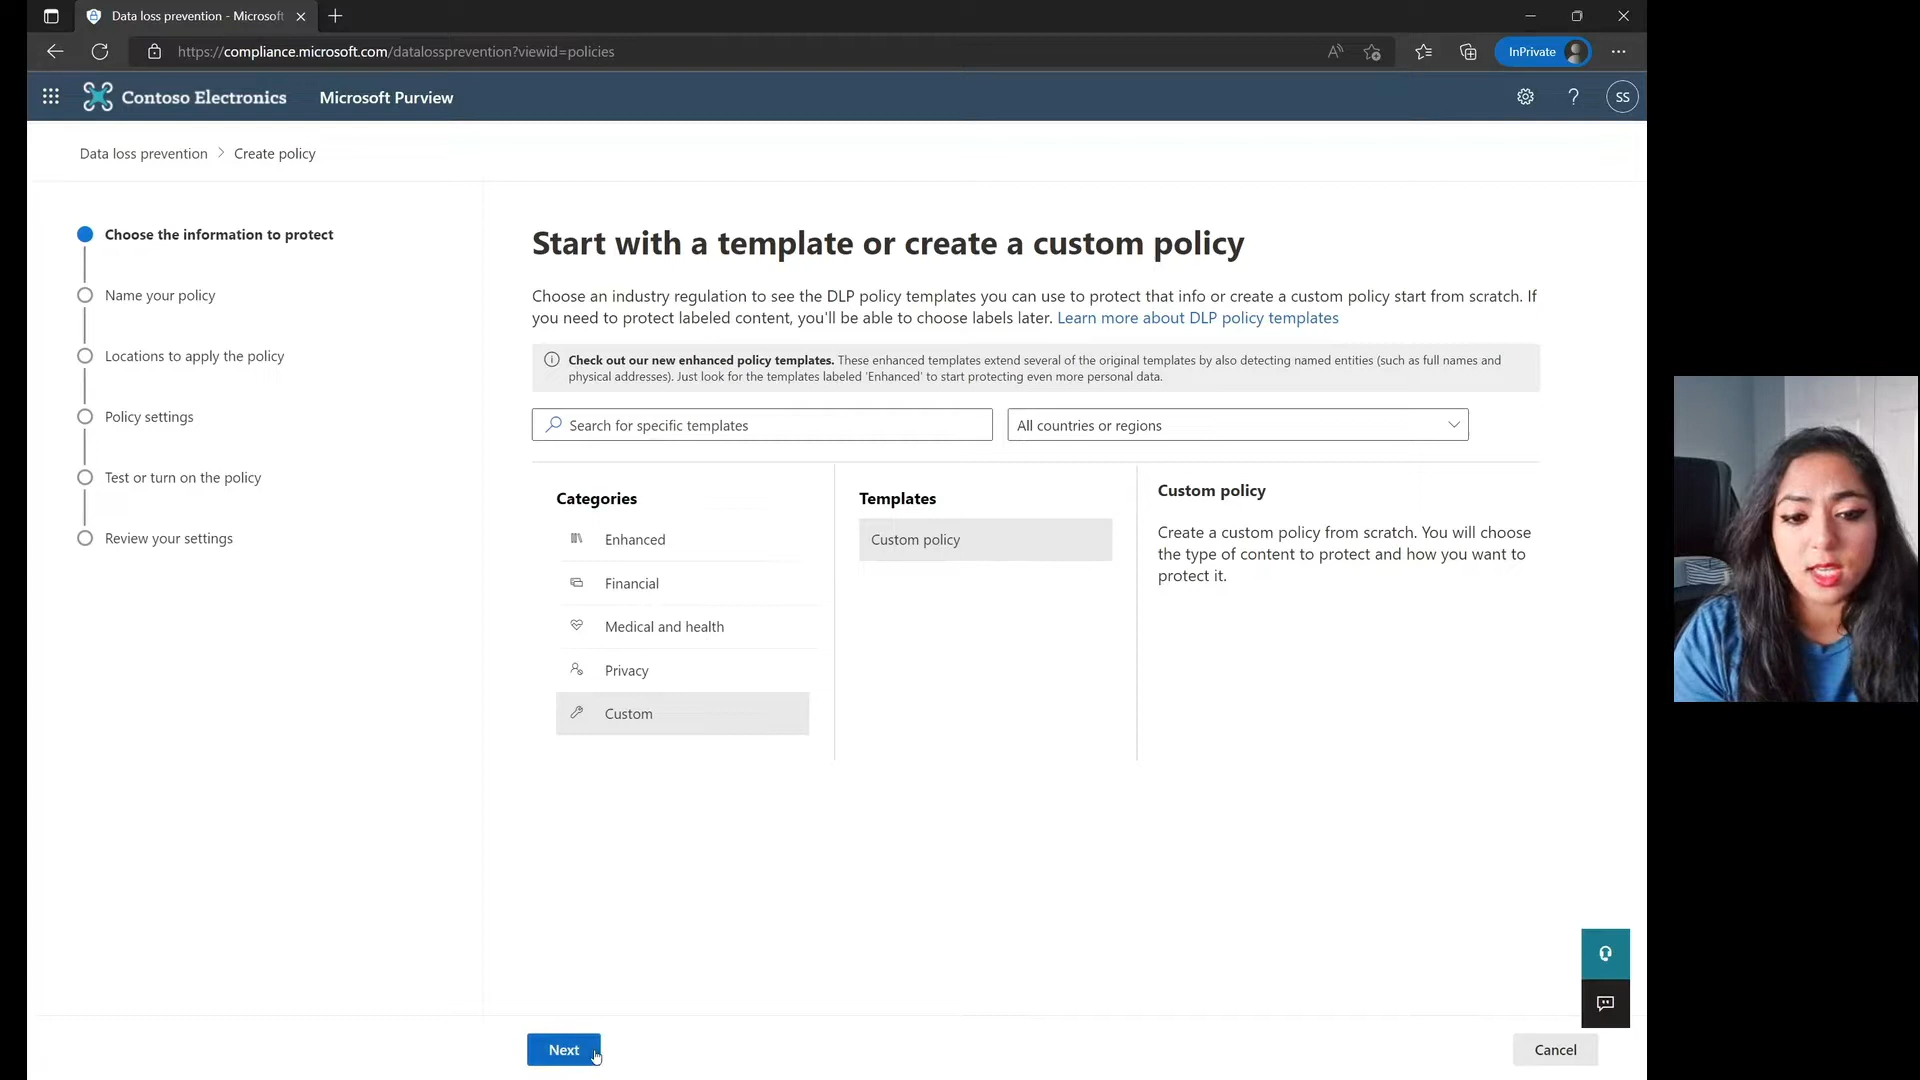 Data loss prevention - Microsoft
https://compliance.microsoft.com/datalossprevention?viewid=policies
InPrivate
Contoso Electronics
Microsoft Purview
SS
Data loss prevention > Create policy
Choose the information to protect
Name your policy
Locations to apply the policy
Policy settings
Test or turn on the policy
Review your settings
Start with a template or create a custom policy
Choose an industry regulation to see the DLP policy templates you can use to protect that info or create a custom policy start from scratch. If
you need to protect labeled content, you'll be able to choose labels later. Learn more about DLP policy templates
Check out our new enhanced policy templates. These enhanced templates extend several of the original templates by also detecting named entities (such as full names and
physical addresses). Just look for the templates labeled 'Enhanced' to start protecting even more personal data.
Search for specific templates
All countries or regions
Categories
Enhanced
Financial
Medical and health
Privacy
Custom
Templates
Custom policy
Custom policy
Create a custom policy from scratch. You will choose
the type of content to protect and how you want to
protect it.
Next
Cancel